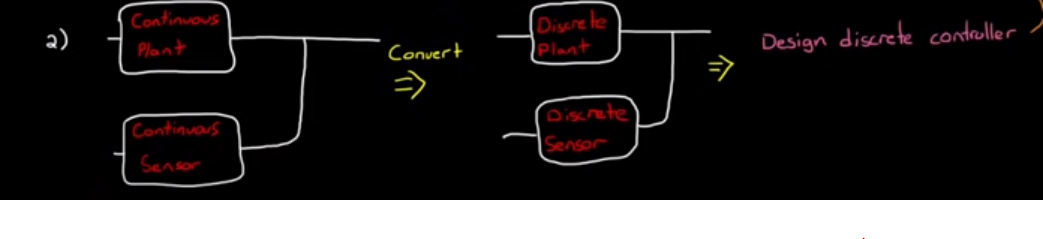 2)
Continuous
Plant
Convert
⇒
Discrete
Plant
⇒
Design discrete controller
Continuous
Sensor
Discrete
Sensor